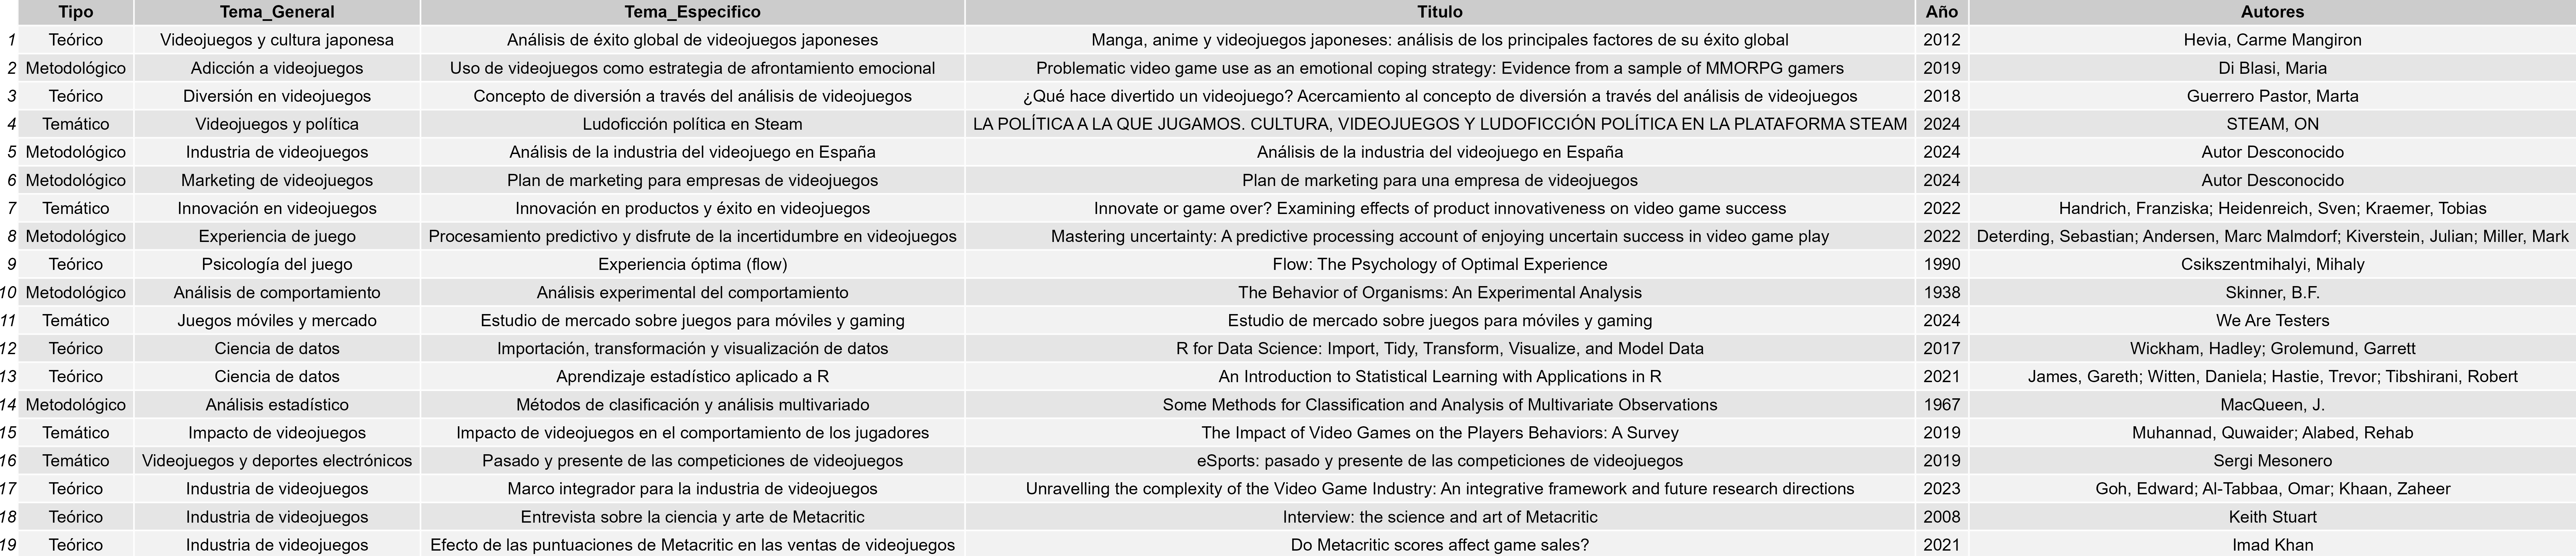 Tipo Tema_General Tema_Especifico Titulo Año Autores
1 Teórico Videojuegos y cultura japonesa Análisis de éxito global de videojuegos japoneses Manga, anime y videojuegos japoneses: análisis de los principales factores de su éxito global 2012 Hevia, Carme Mangiron
2 Metodológico Adicción a videojuegos Uso de videojuegos como estrategia de afrontamiento emocional Problematic video game use as an emotional coping strategy: Evidence from a sample of MMORPG gamers 2019 Di Blasi, Maria
3 Teórico Diversión en videojuegos Concepto de diversión a través del análisis de videojuegos ¿Qué hace divertido un videojuego? Acercamiento al concepto de diversión a través del análisis de videojuegos 2018 Guerrero Pastor, Marta
4 Temático Videojuegos y política Ludoficción política en Steam LA POLÍTICA A LA QUE JUGAMOS. CULTURA, VIDEOJUEGOS Y LUDOFICCIÓN POLÍTICA EN LA PLATAFORMA STEAM 2024 STEAM, ON
5 Metodológico Industria de videojuegos Análisis de la industria del videojuego en España Análisis de la industria del videojuego en España 2024 Autor Desconocido
6 Metodológico Marketing de videojuegos Plan de marketing para empresas de videojuegos Plan de marketing para una empresa de videojuegos 2024 Autor Desconocido
7 Temático Innovación en videojuegos Innovación en productos y éxito en videojuegos Innovate or game over? Examining effects of product innovativeness on video game success 2022 Handrich, Franziska; Heidenreich, Sven; Kraemer, Tobias
8 Metodológico Experiencia de juego Procesamiento predictivo y disfrute de la incertidumbre en videojuegos Mastering uncertainty: A predictive processing account of enjoying uncertain success in video game play 2022 Deterding, Sebastian; Andersen, Marc Malmdorf; Kiverstein, Julian; Miller, Mark
9 Teórico Psicología del juego Experiencia óptima (flow) Flow: The Psychology of Optimal Experience 1990 Csikszentmihalyi, Mihaly
10 Metodológico Análisis de comportamiento Análisis experimental del comportamiento The Behavior of Organisms: An Experimental Analysis 1938 Skinner, B.F.
11 Temático Juegos móviles y mercado Estudio de mercado sobre juegos para móviles y gaming Estudio de mercado sobre juegos para móviles y gaming 2024 We Are Testers
12 Teórico Ciencia de datos Importación, transformación y visualización de datos R for Data Science: Import, Tidy, Transform, Visualize, and Model Data 2017 Wickham, Hadley; Grolemund, Garrett
13 Teórico Ciencia de datos Aprendizaje estadístico aplicado a R An Introduction to Statistical Learning with Applications in R 2021 James, Gareth; Witten, Daniela; Hastie, Trevor; Tibshirani, Robert
14 Metodológico Análisis estadístico Métodos de clasificación y análisis multivariado Some Methods for Classification and Analysis of Multivariate Observations 1967 MacQueen, J.
15 Temático Impacto de videojuegos Impacto de videojuegos en el comportamiento de los jugadores The Impact of Video Games on the Players Behaviors: A Survey 2019 Muhannad, Quwaider; Alabed, Rehab
16 Temático Videojuegos y deportes electrónicos Pasado y presente de las competiciones de videojuegos eSports: pasado y presente de las competiciones de videojuegos 2019 Sergi Mesonero
17 Teórico Industria de videojuegos Marco integrador para la industria de videojuegos Unravelling the complexity of the Video Game Industry: An integrative framework and future research directions 2023 Goh, Edward; Al-Tabbaa, Omar; Khaan, Zaheer
18 Teórico Industria de videojuegos Entrevista sobre la ciencia y arte de Metacritic Interview: the science and art of Metacritic 2008 Keith Stuart
19 Teórico Industria de videojuegos Efecto de las puntuaciones de Metacritic en las ventas de videojuegos Do Metacritic scores affect game sales? 2021 Imad Khan